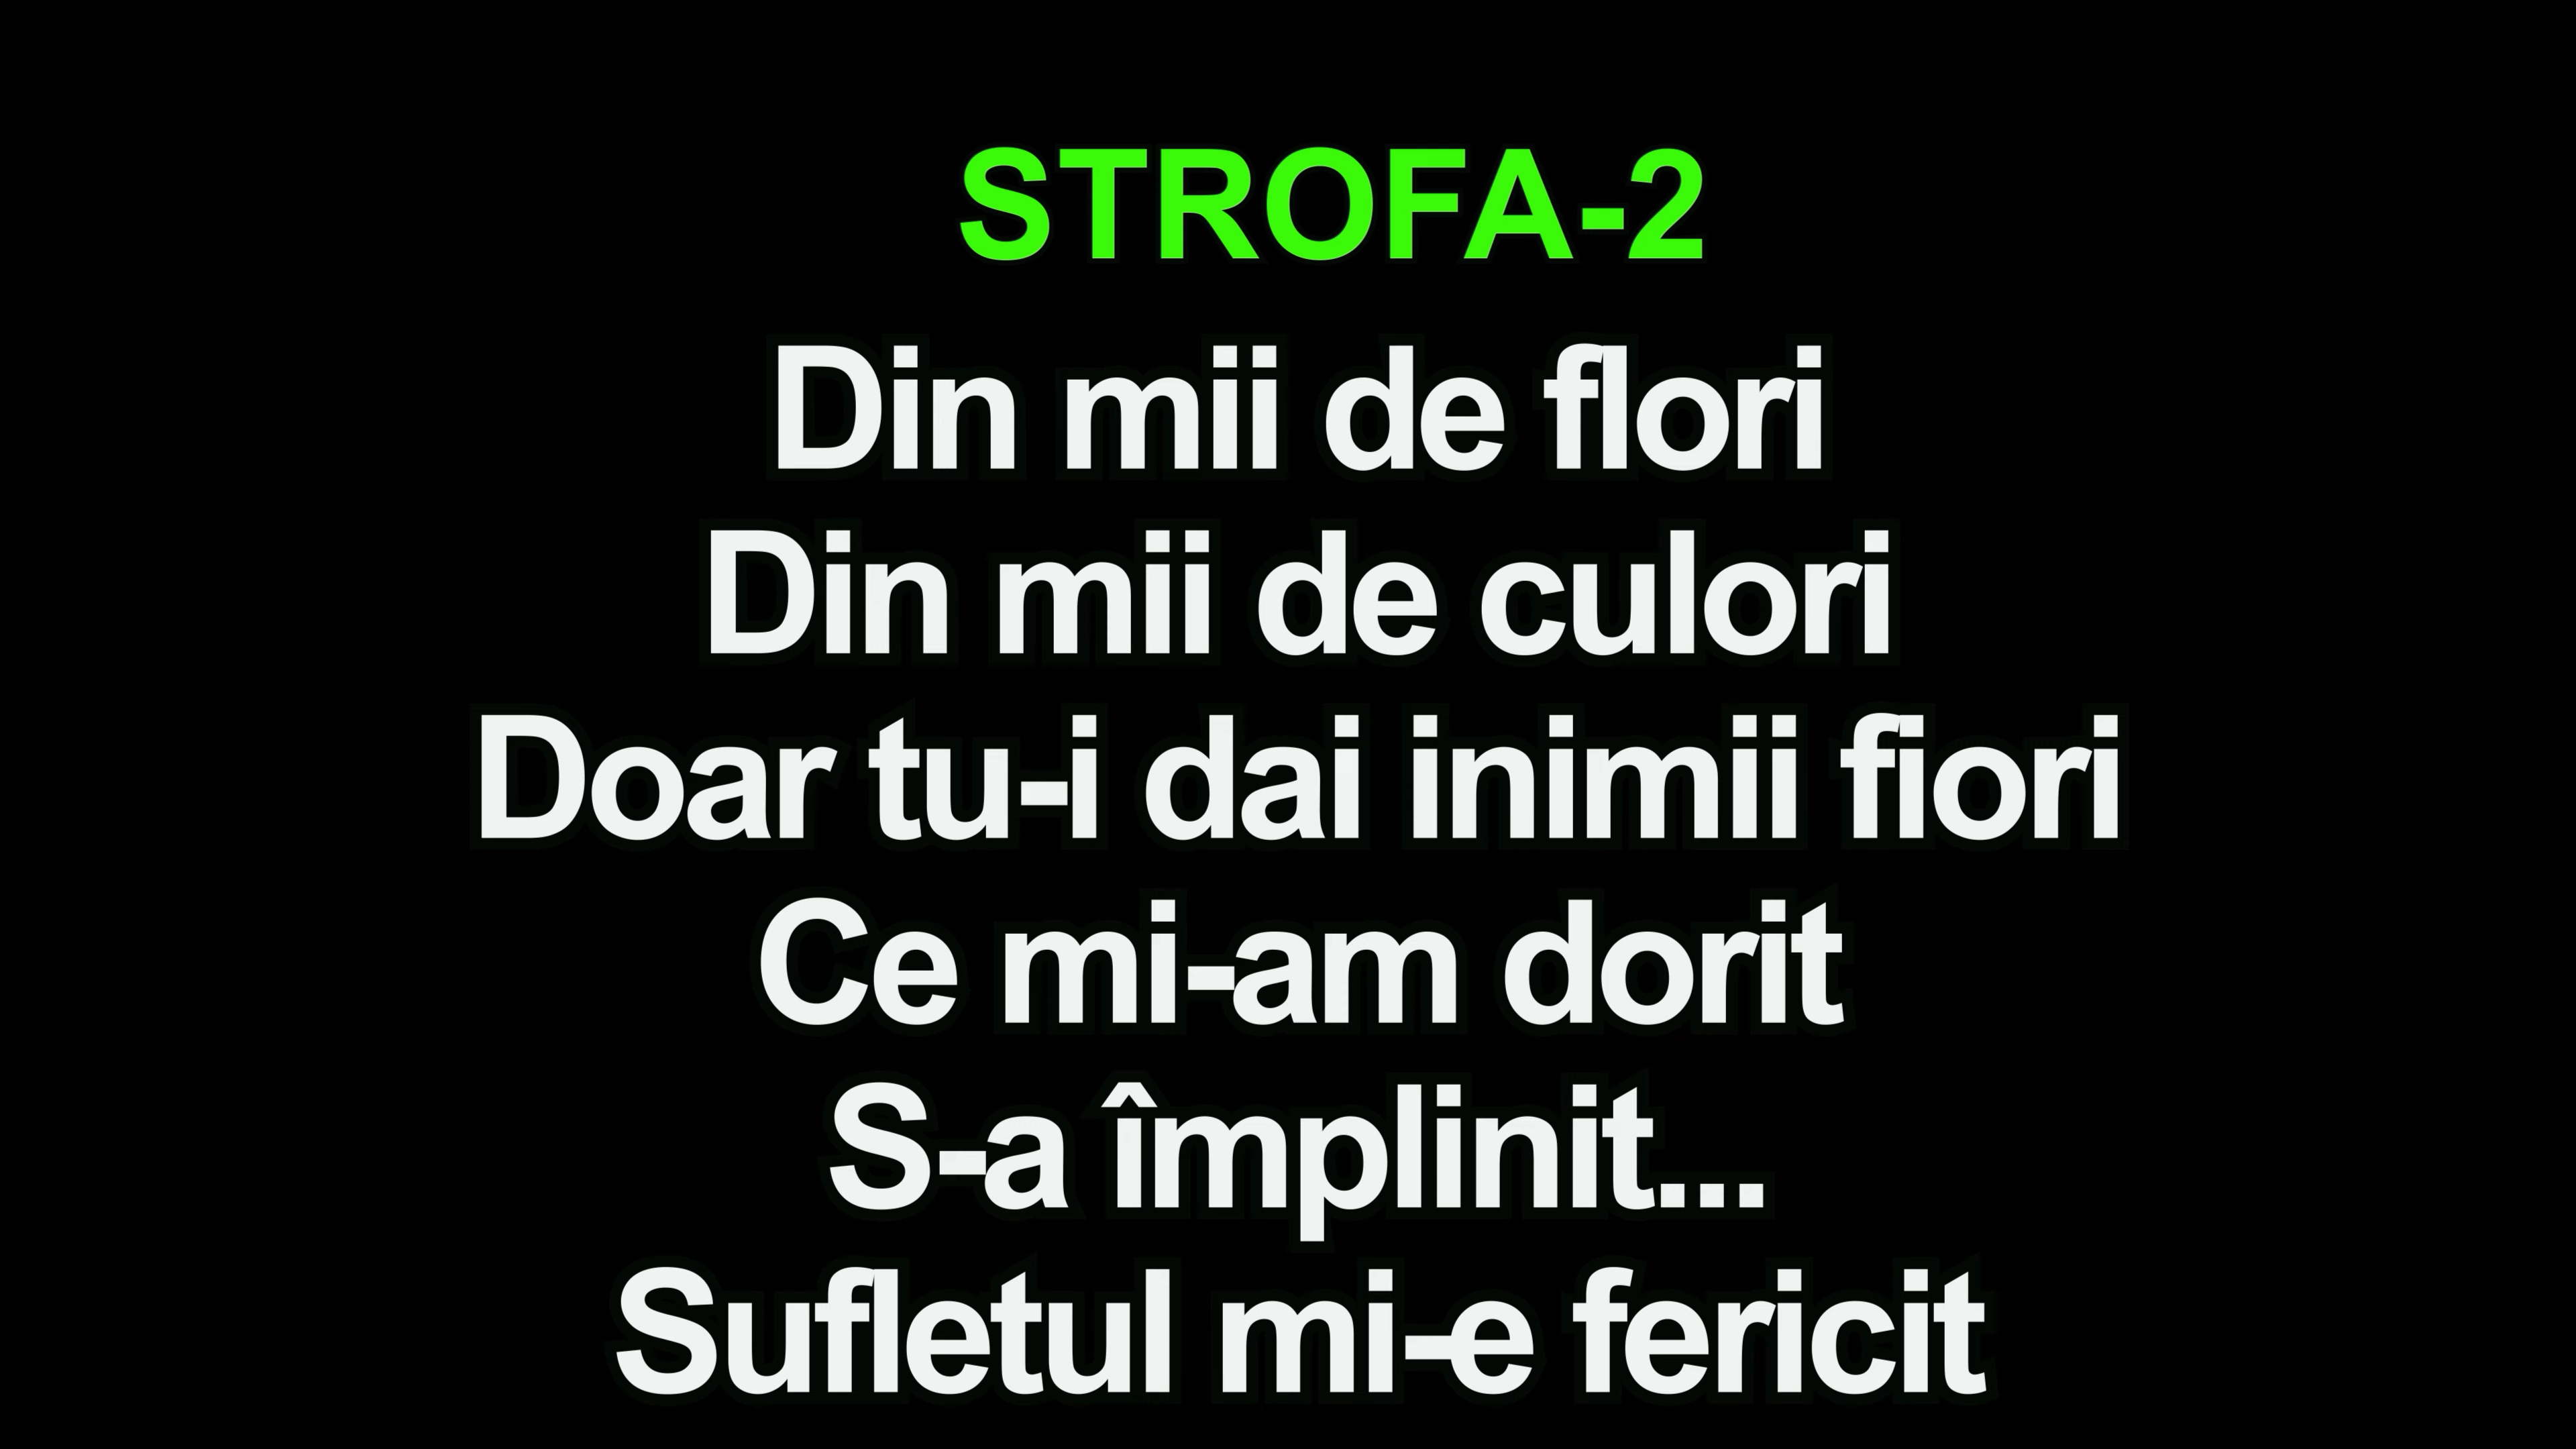 STROFA-2
Din mii de flori
Din mii de culori
Doar tu-i dai inimii fiori
Ce mi-am dorit
S-a împlinit...
Sufletul mi-e fericit